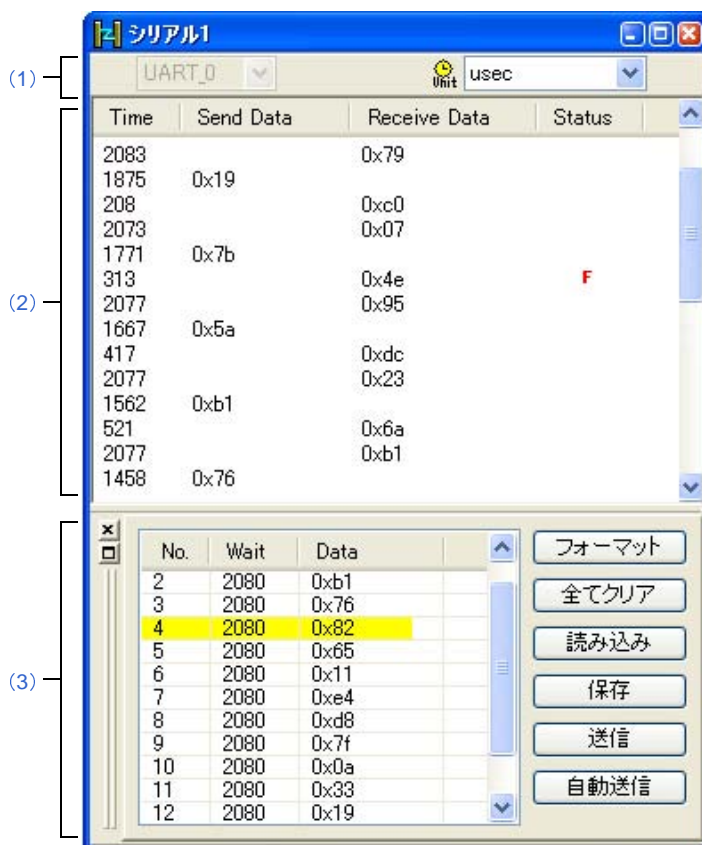 シリアル1
(1)
UART_0
Unit
usec
(2)
Time Send Data Receive Data Status
2083 0x79
1875 0x19
208 0xc0
2073 0x07
1771 0x7b
313 0x4e F
2077 0x95
1667 0x5a
417 0xdc
2077 0x23
1562 0xb1
521 0x6a
2077 0xb1
1458 0x76
(3)
No. Wait Data
2 2080 0xb1
3 2080 0x76
4 2080 0x82
5 2080 0x65
6 2080 0x11
7 2080 0xe4
8 2080 0xd8
9 2080 0x7f
10 2080 0x0a
11 2080 0x33
12 2080 0x19
フォーマット
全てクリア
読み込み
保存
送信
自動送信